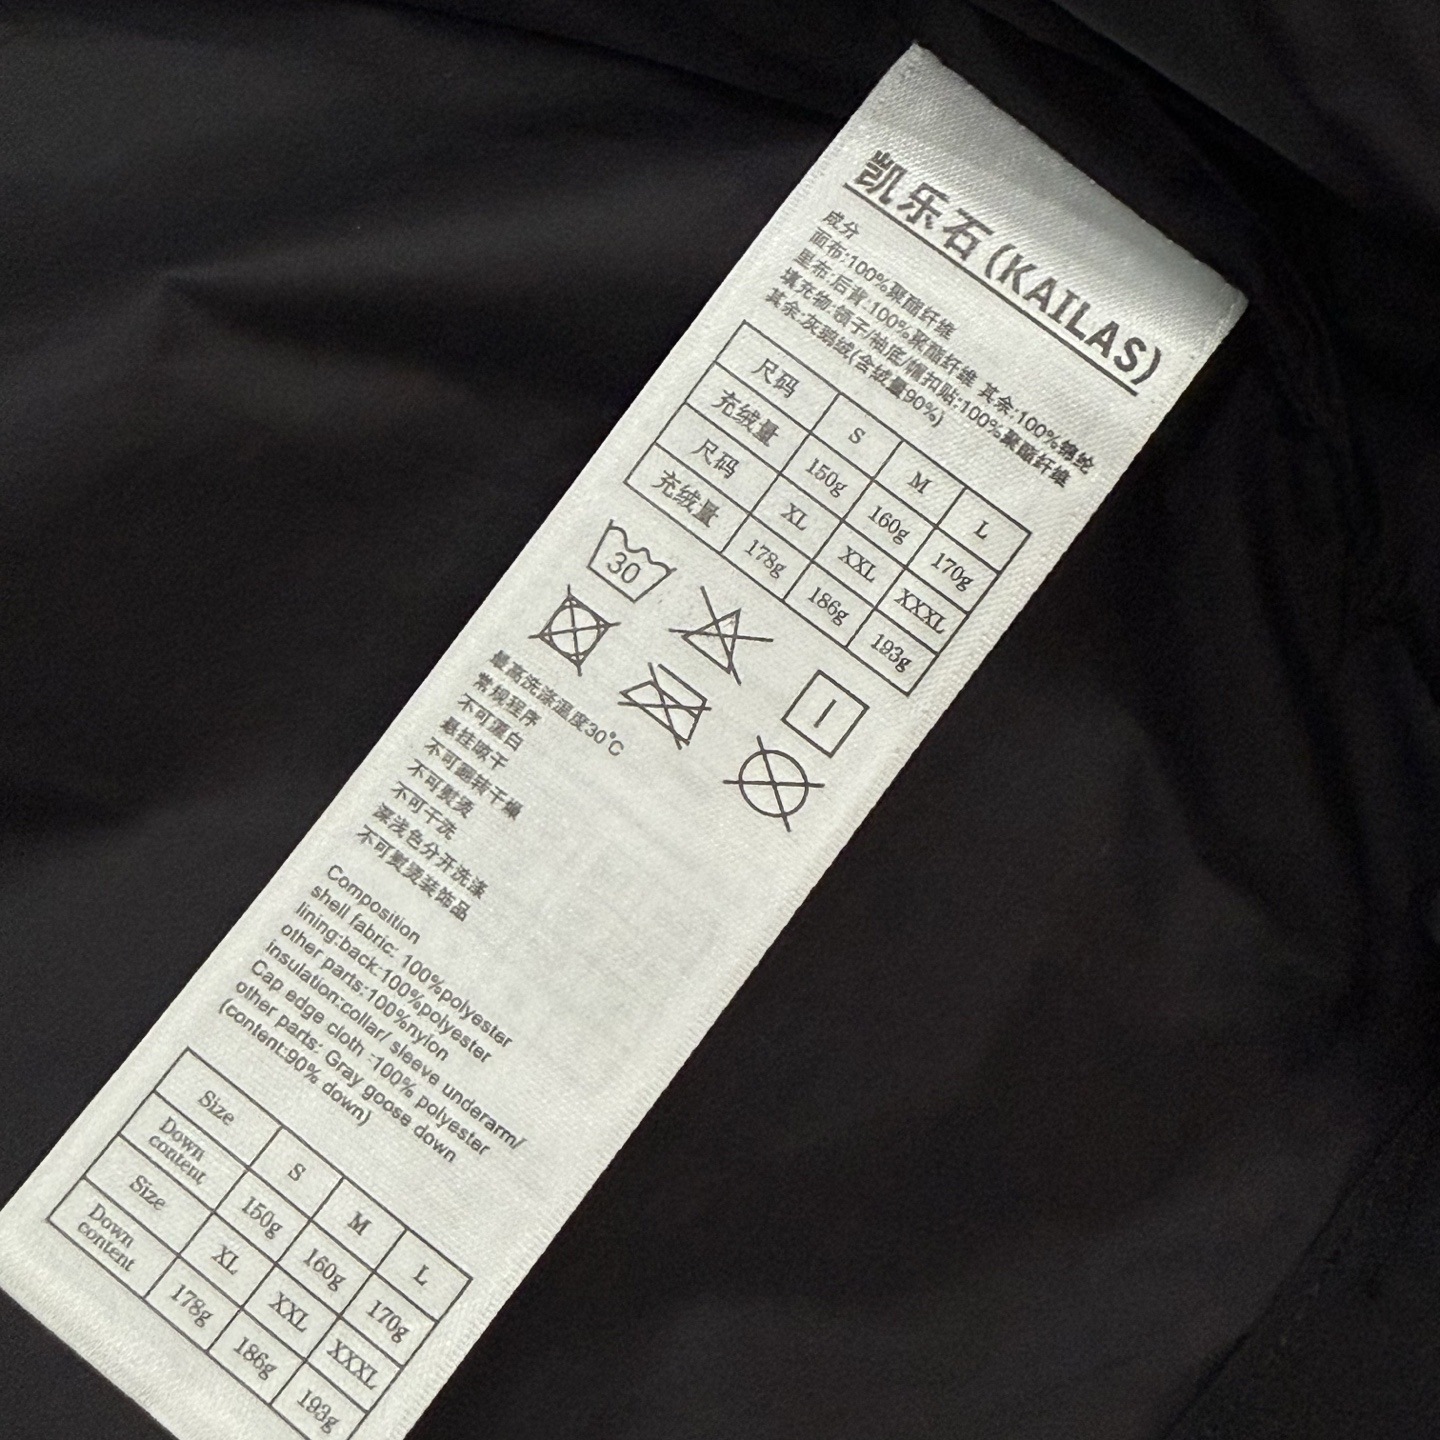 凯乐石(KAILAS)
成分
面布:100%聚酯纤维
里布:后背:100%聚酯纤维 其余:100%锦纶
填充物:领子/袖底/帽扣贴:100%聚酯纤维
其余:灰鹅绒(含绒量90%)
尺码 S M L
充绒量 150g 160g 170g
尺码 XL XXL XXXL
充绒量 178g 186g 193g
30
最高洗涤温度30℃
常规程序
不可漂白
悬挂晾干
不可翻转干燥
不可熨烫
不可干洗
深浅色分开洗涤
不可熨烫装饰品
Composition
shell fabric: 100%polyester
lining:back:100%polyester
other parts:100%nylon
insulation:collar/ sleeve underarm/
Cap edge cloth :100% polyester
other parts: Gray goose down
(content:90% down)
Size S M L
Down content 150g 160g 170g
Size XL XXL XXXL
Down content 178g 186g 193g